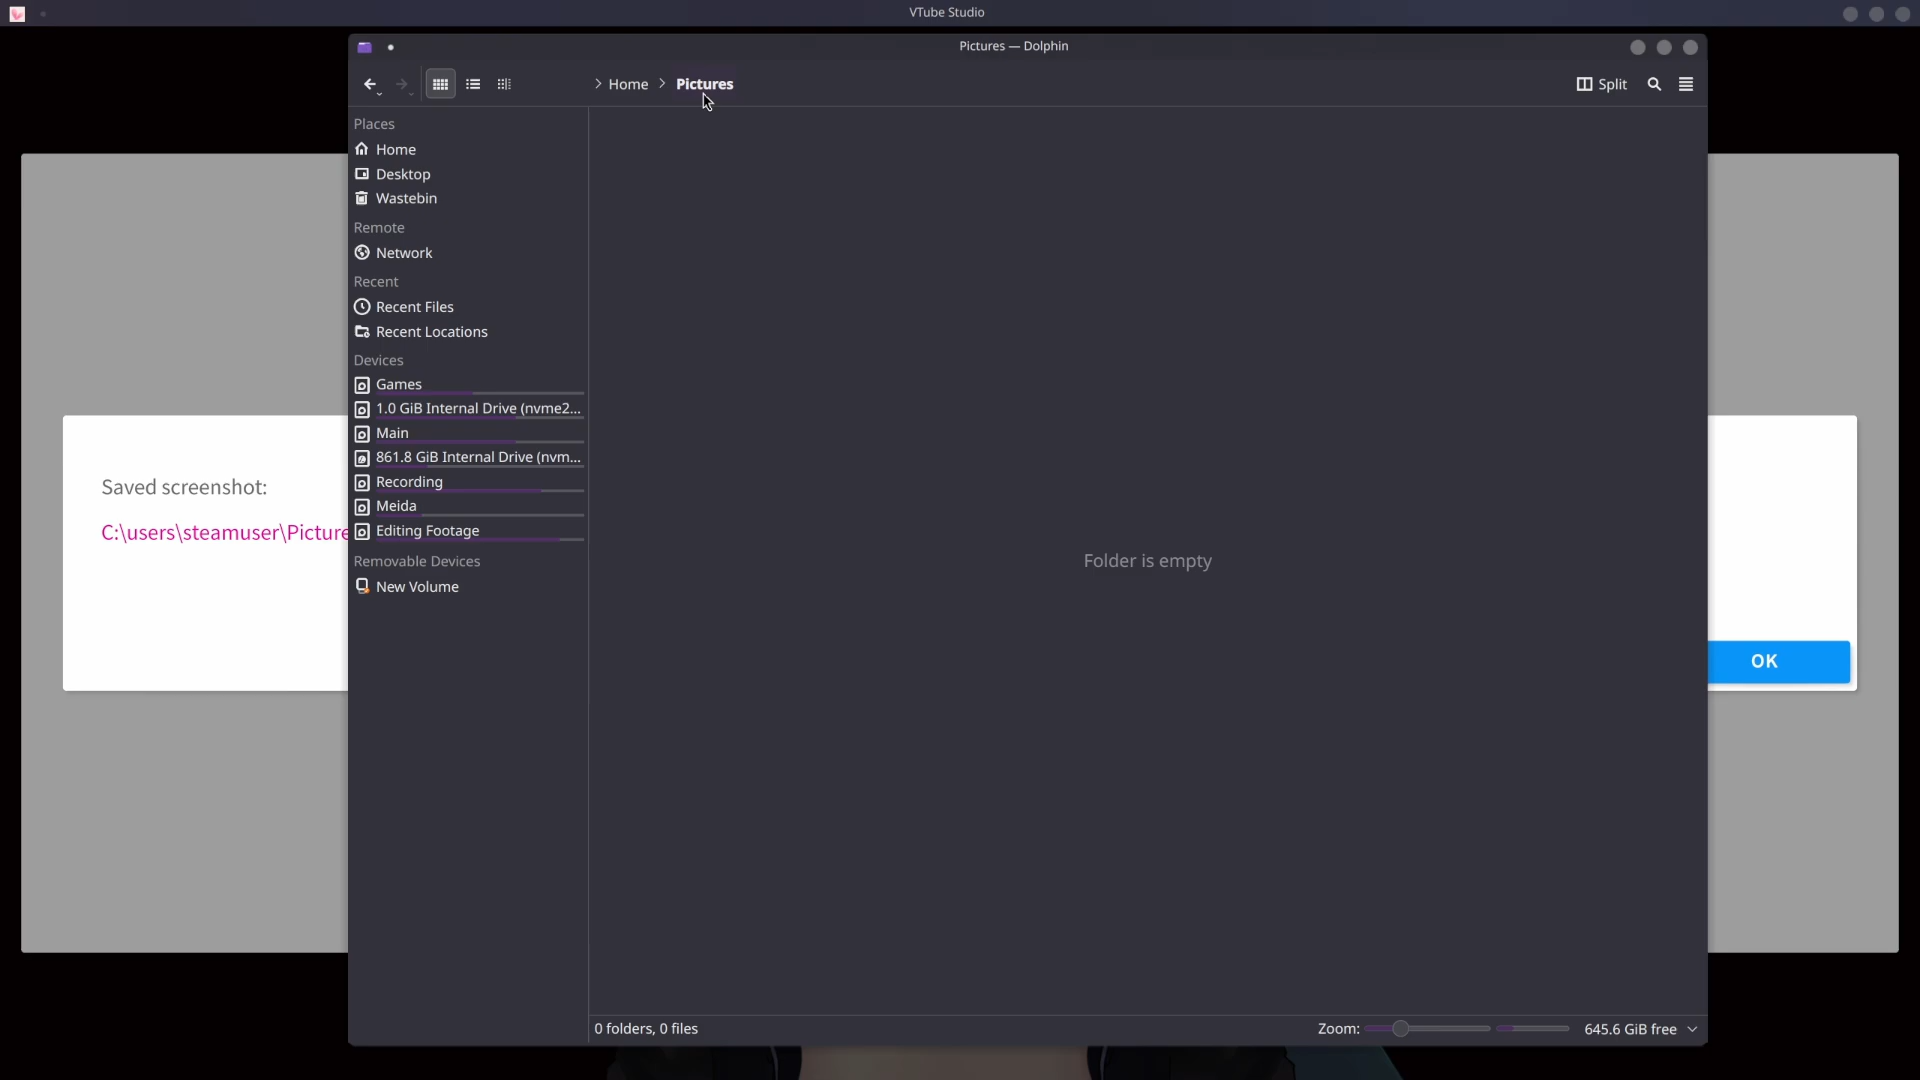 VTube Studio
Pictures — Dolphin
Home
Pictures
Split
Places
Home
Desktop
Wastebin
Remote
Network
Recent
Recent Files
Recent Locations
Devices
Games
1.0 GiB Internal Drive (nvme2...
Main
861.8 GiB Internal Drive (nvm...
Recording
Meida
Editing Footage
Removable Devices
New Volume
Folder is empty
Saved screenshot:
C:\users\steamuser\Picture
OK
0 folders, 0 files
Zoom:
645.6 GiB free